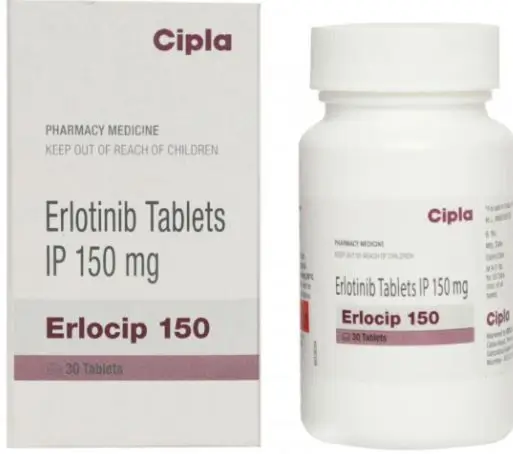 Cipla
PHARMACY MEDICINE
KEEP OUT OF REACH OF CHILDREN
Erlotinib Tablets
IP 150 mg
Erlocip 150
30 Tablets
Cipla
PHARMACY MEDICINE
KEEP OUT OF REACH OF CHILDREN
Erlotinib Tablets IP 150 mg
Erlocip 150
30 Tablets
Cipla